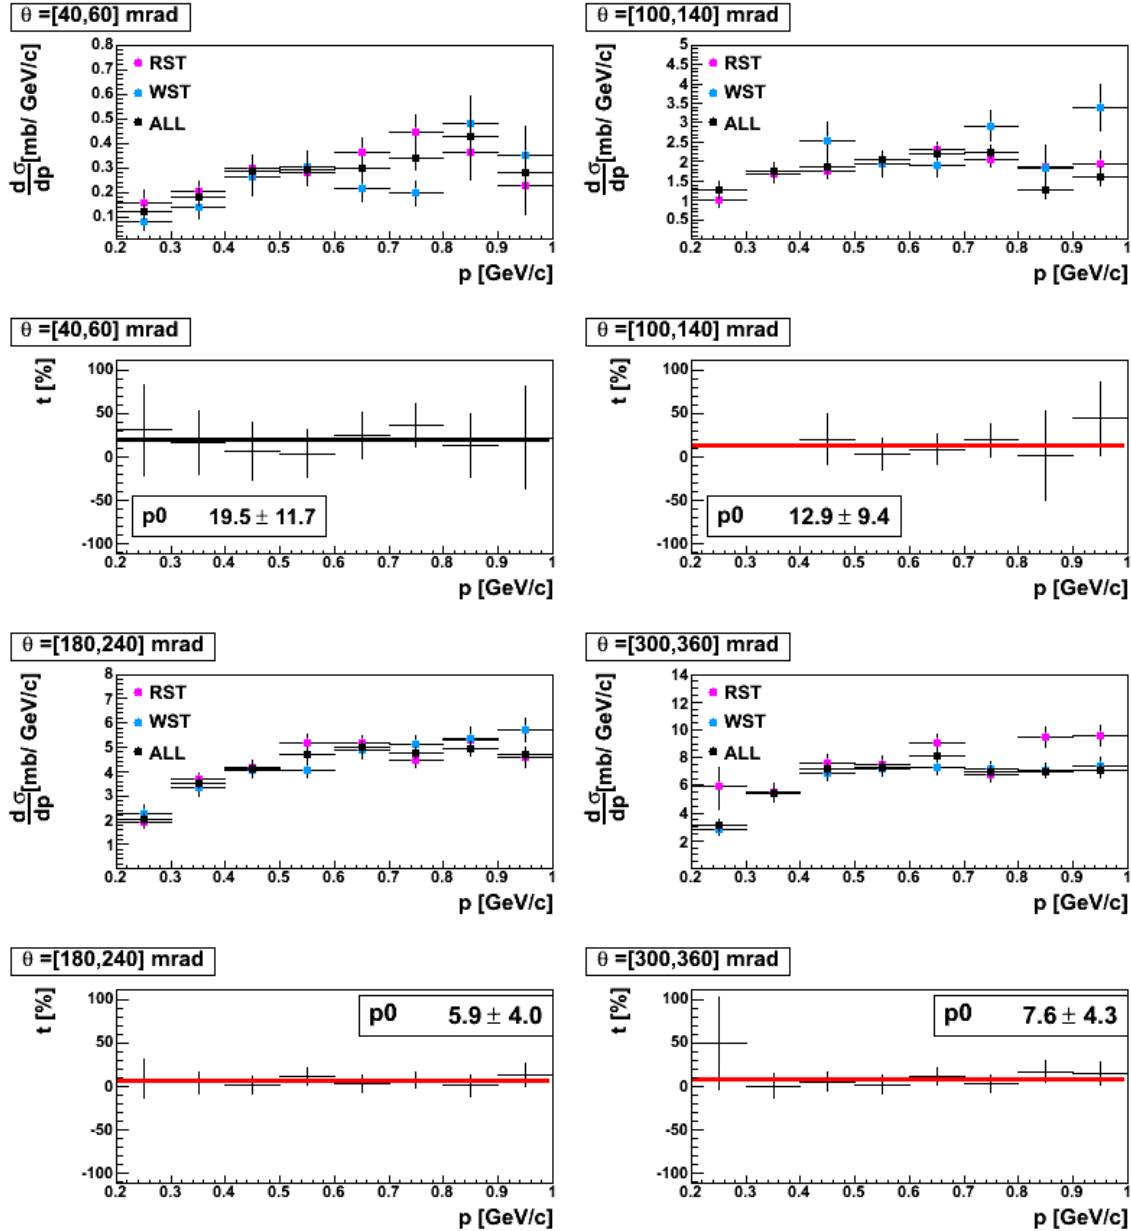 θ =[40,60] mrad
dσ/dp [mb/ GeV/c]
0.8
0.7
0.6
0.5
0.4
0.3
0.2
0.1
RST
WST
ALL
0.2 0.3 0.4 0.5 0.6 0.7 0.8 0.9 1
p [GeV/c]
θ =[100,140] mrad
dσ/dp [mb/ GeV/c]
5
4.5
4
3.5
3
2.5
2
1.5
1
0.5
RST
WST
ALL
0.2 0.3 0.4 0.5 0.6 0.7 0.8 0.9 1
p [GeV/c]
θ =[40,60] mrad
t [%]
100
50
0
-50
-100
p0 19.5 ± 11.7
0.2 0.3 0.4 0.5 0.6 0.7 0.8 0.9 1
p [GeV/c]
θ =[100,140] mrad
t [%]
100
50
0
-50
-100
p0 12.9 ± 9.4
0.2 0.3 0.4 0.5 0.6 0.7 0.8 0.9 1
p [GeV/c]
θ =[180,240] mrad
dσ/dp [mb/ GeV/c]
8
7
6
5
4
3
2
1
RST
WST
ALL
0.2 0.3 0.4 0.5 0.6 0.7 0.8 0.9 1
p [GeV/c]
θ =[300,360] mrad
dσ/dp [mb/ GeV/c]
14
12
10
8
6
4
2
RST
WST
ALL
0.2 0.3 0.4 0.5 0.6 0.7 0.8 0.9 1
p [GeV/c]
θ =[180,240] mrad
t [%]
100
50
0
-50
-100
p0 5.9 ± 4.0
0.2 0.3 0.4 0.5 0.6 0.7 0.8 0.9 1
p [GeV/c]
θ =[300,360] mrad
t [%]
100
50
0
-50
-100
p0 7.6 ± 4.3
0.2 0.3 0.4 0.5 0.6 0.7 0.8 0.9 1
p [GeV/c]